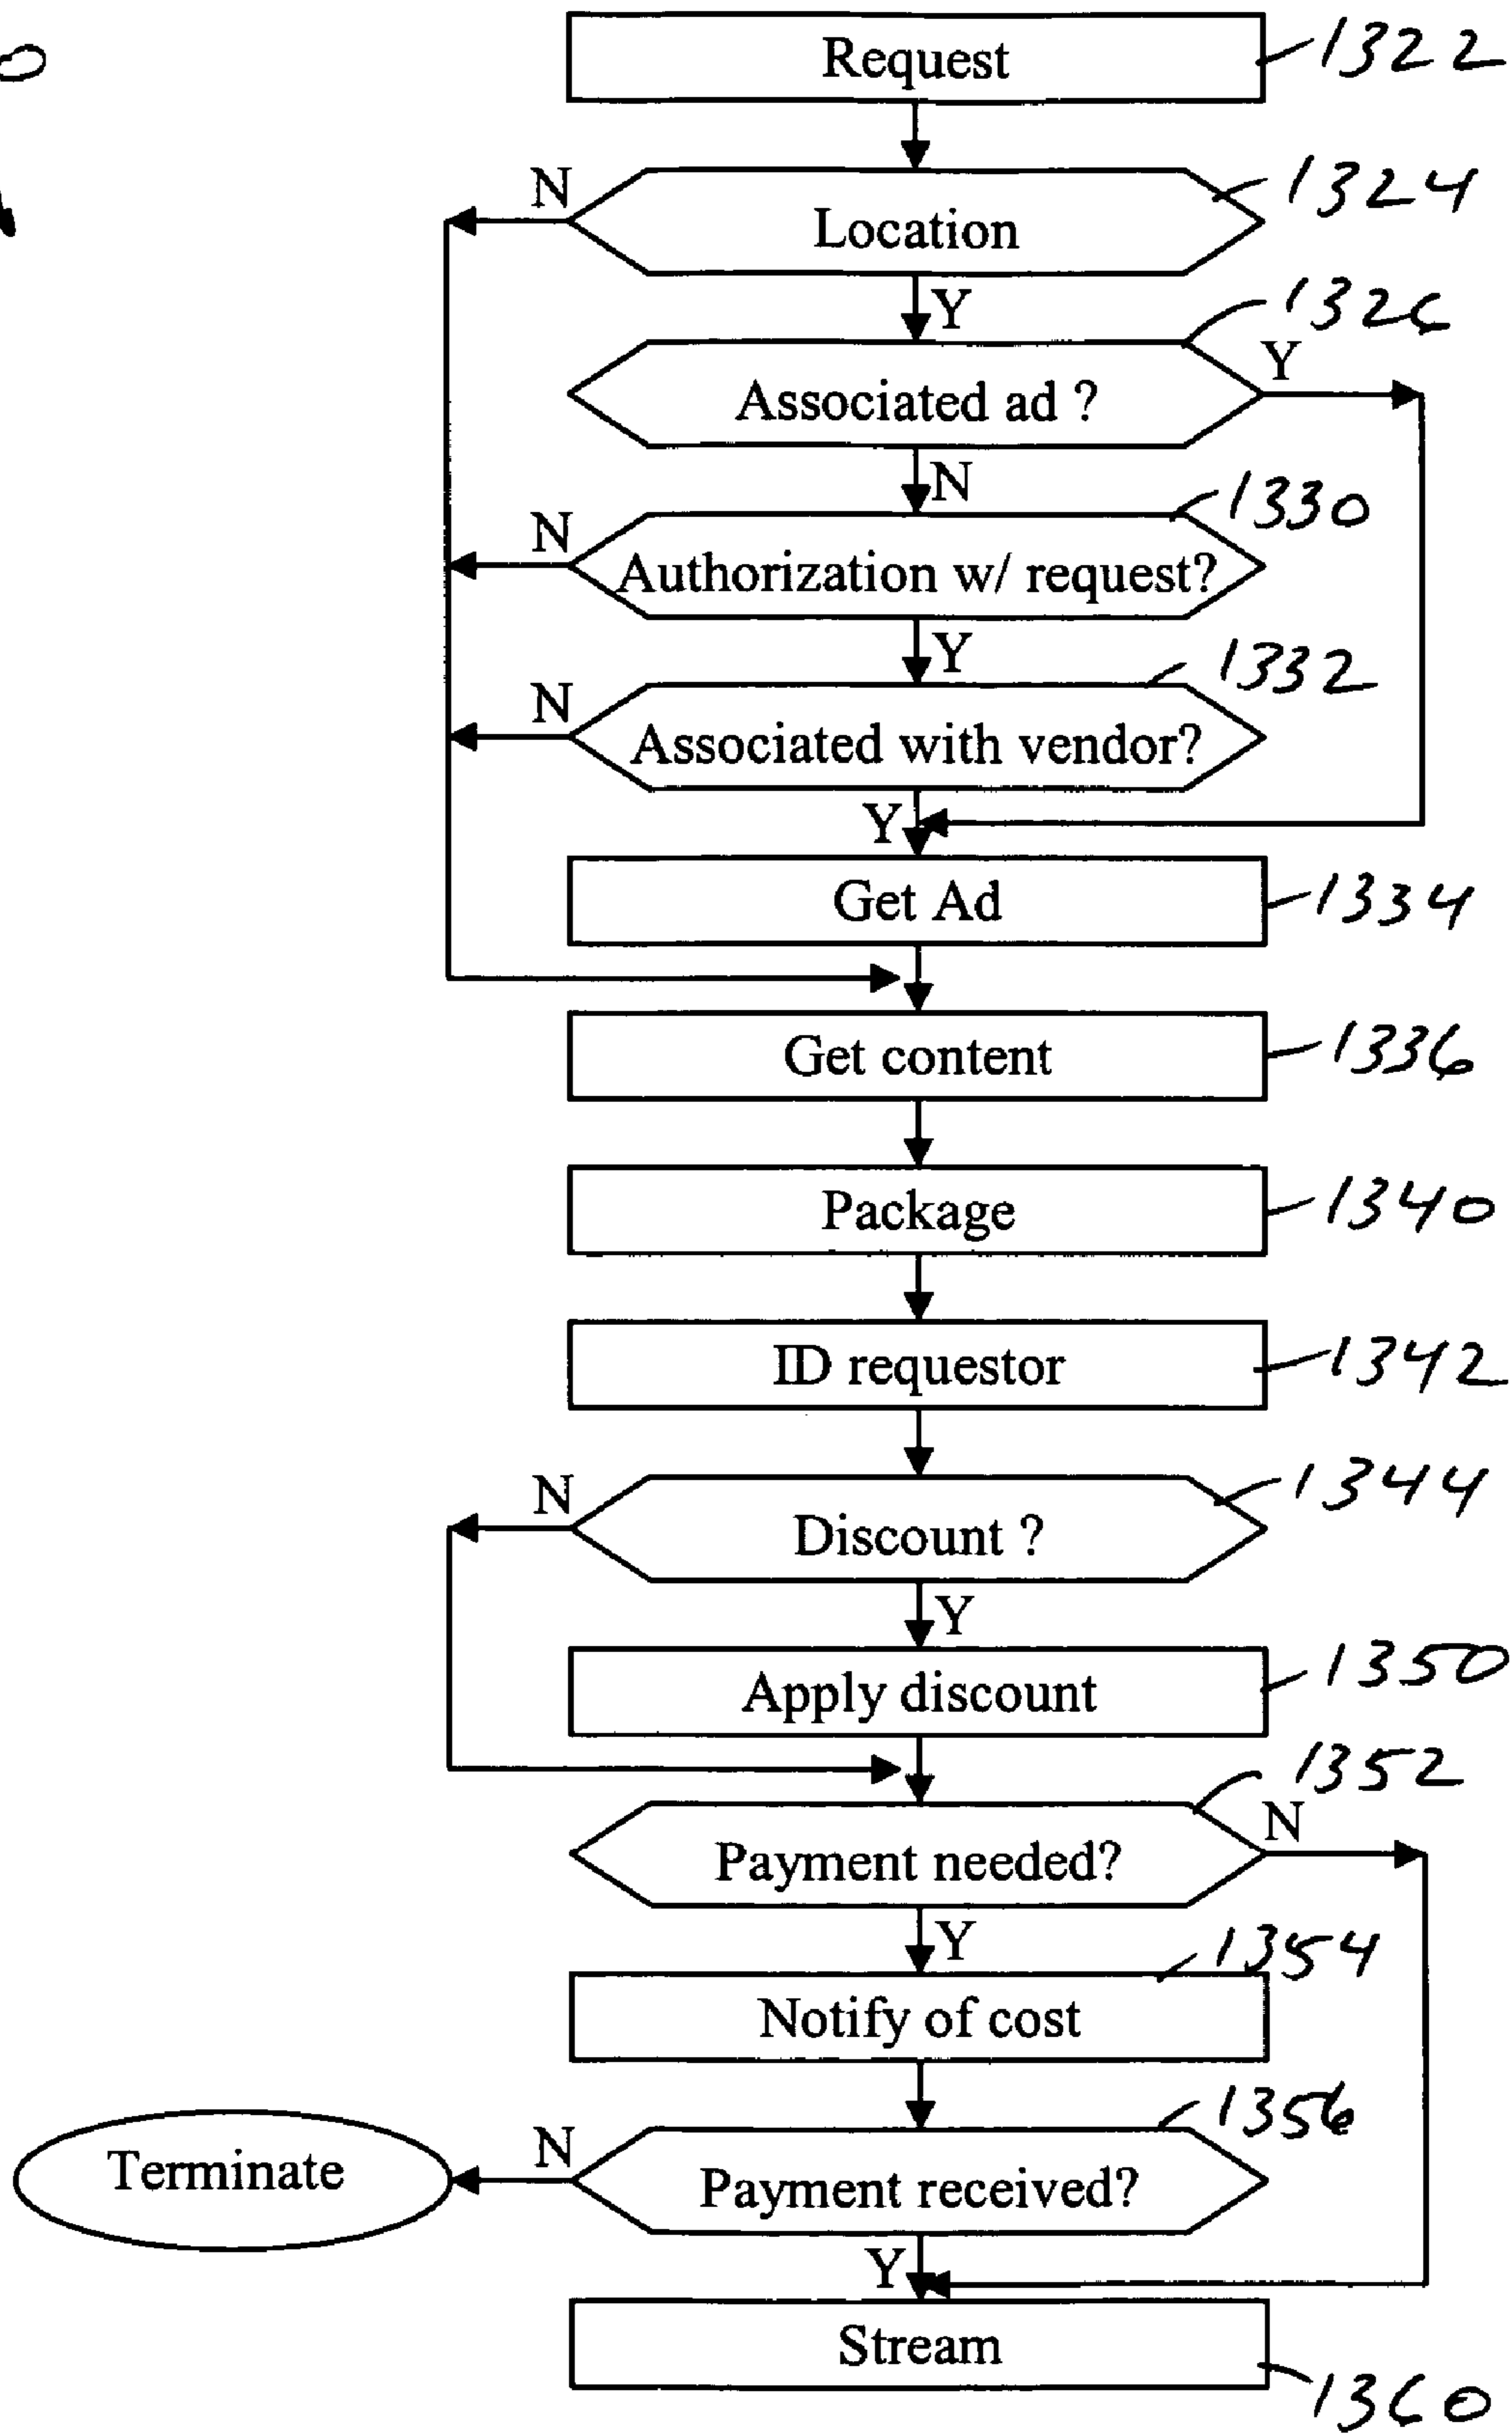 Request
1322
N
Location
1324
Y
1326
Associated ad ?
Y
N
1330
N
Authorization w/ request?
Y
1332
N
Associated with vendor?
Y
Get Ad
1334
Get content
1336
Package
1340
ID requestor
1342
N
Discount ?
1344
Y
Apply discount
1350
1352
Payment needed?
N
Y
1354
Notify of cost
1356
Terminate
N
Payment received?
Y
Stream
1360